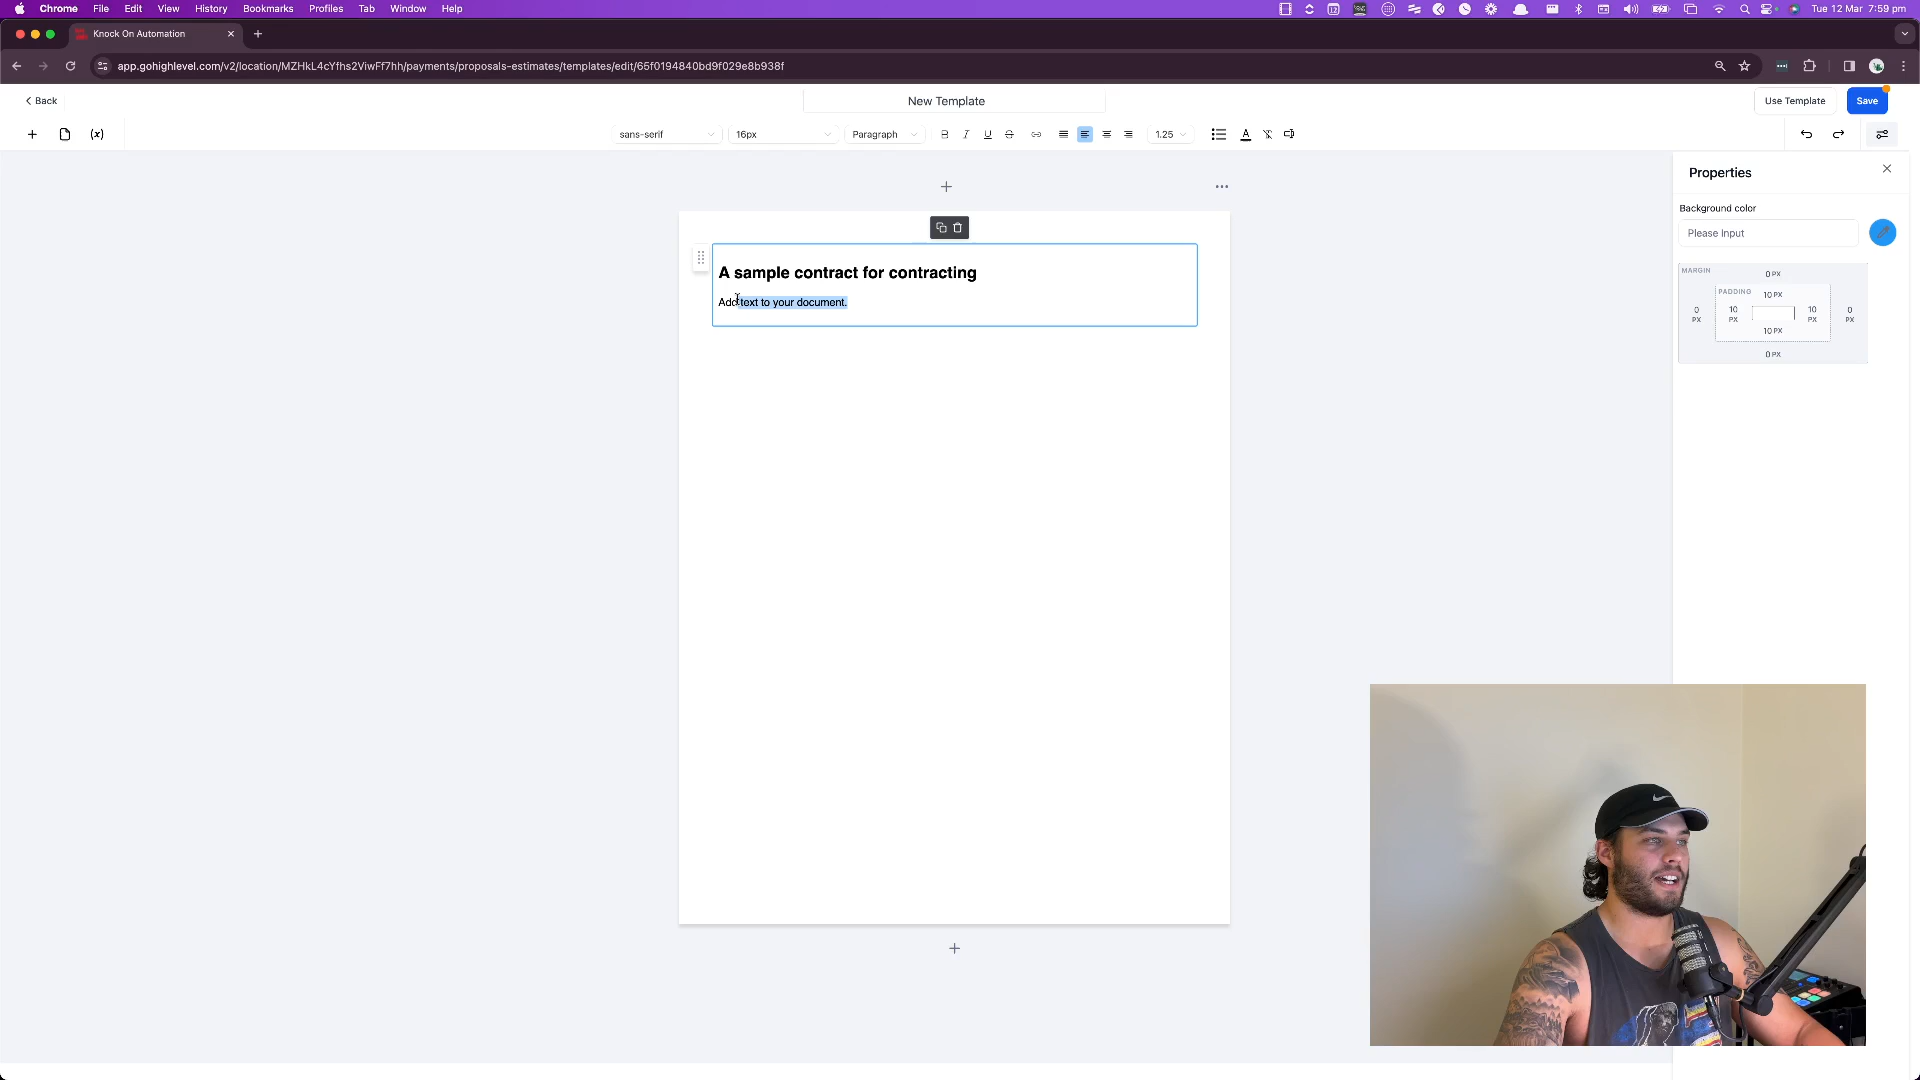 Chrome File Edit View History Bookmarks Profiles Tab Window Help Tue 12 Mar 7:59 pm
Knock On Automation
app.gohighlevel.com/v2/location/MZHkL4cYfhs2ViwFf7hh/payments/proposals-estimates/templates/edit/65f0194840bd9f029e8b938f
Back New Template Use Template Save
(x) sans-serif 16px Paragraph B I U S 1.25 A
Properties
Background color
Please Input
MARGIN 0 PX
PADDING 10 PX
0 PX 10 PX 10 PX 0 PX
10 PX
0 PX
A sample contract for contracting
Add text to your document.